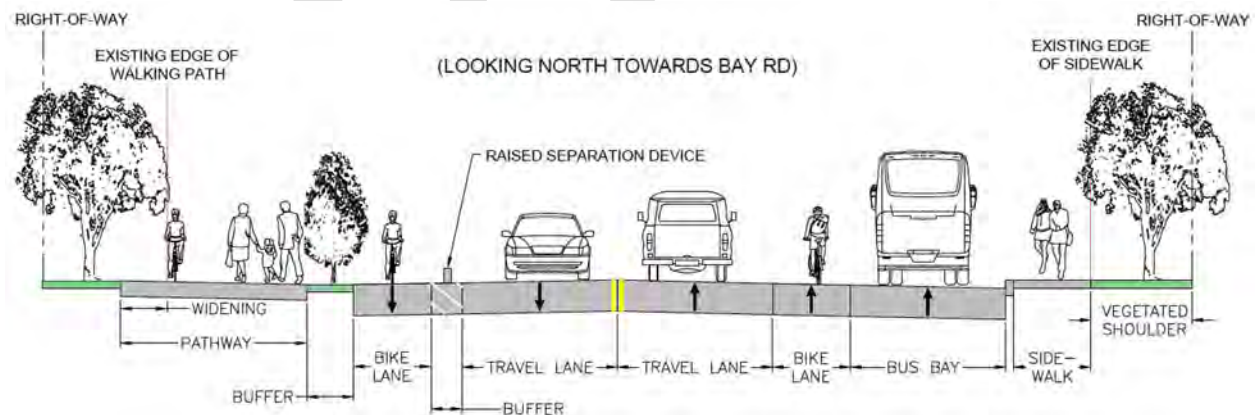 RIGHT-OF-WAY
RIGHT-OF-WAY
EXISTING EDGE OF
WALKING PATH
(LOOKING NORTH TOWARDS BAY RD)
EXISTING EDGE
OF SIDEWALK
RAISED SEPARATION DEVICE
WIDENING
PATHWAY
BUFFER
BIKE
LANE
BUFFER
TRAVEL LANE
TRAVEL LANE
BIKE
LANE
BUS BAY
SIDE-
WALK
VEGETATED
SHOULDER